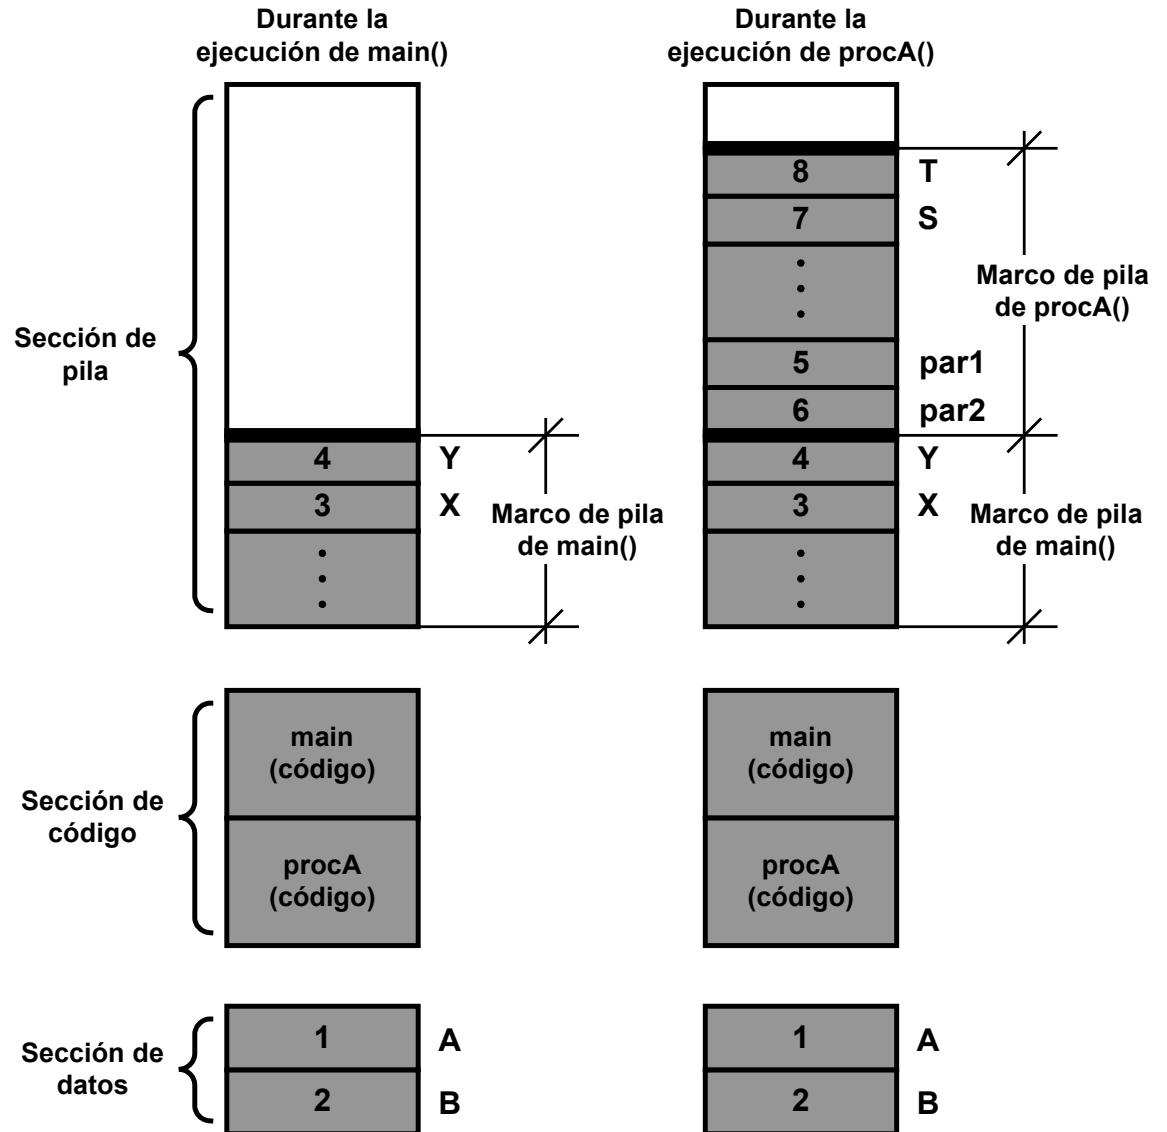 Durante la
ejecución de main()
Durante la
ejecución de procA()
Sección de
pila
4
Y
3
X
Marco de pila
de main()
8
T
7
S
Marco de pila
de procA()
5
par1
6
par2
4
Y
3
X
Marco de pila
de main()
Sección de
código
main
(código)
procA
(código)
main
(código)
procA
(código)
Sección de
datos
1
A
2
B
1
A
2
B